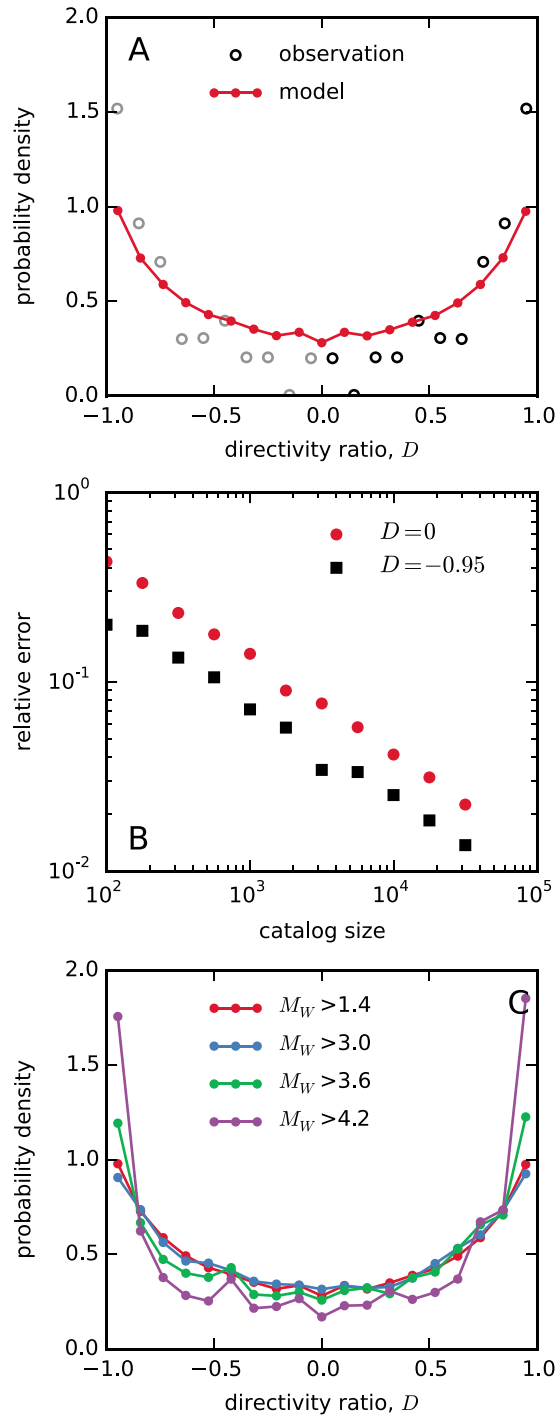 2.0
A
observation
model
1.5
1.0
0.5
0.0
probability density
−1.0 −0.5 0.0 0.5 1.0
directivity ratio, D
10^0
D=0
D=−0.95
10^-1
relative error
B
10^-2
10^2 10^3 10^4 10^5
catalog size
2.0
C
M_W >1.4
M_W >3.0
M_W >3.6
M_W >4.2
1.5
1.0
0.5
0.0
probability density
−1.0 −0.5 0.0 0.5 1.0
directivity ratio, D